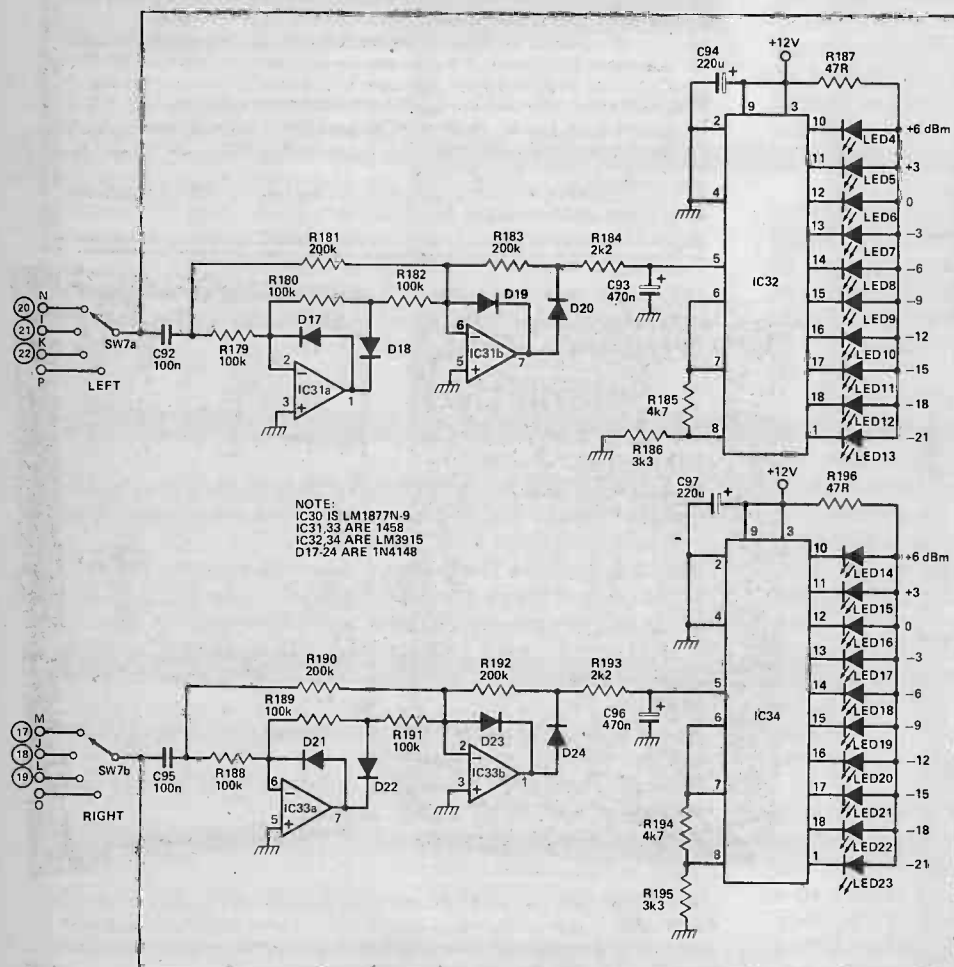 C94
220u
+
+12V
R187
47R
9
3
2
10
+6 dBm
LED4
11
+3
LED5
4
12
0
LED6
13
-3
LED7
R181
200k
R183
200k
R184
2k2
5
14
-6
LED8
R180
100k
R182
100k
D19
D20
C93
470n
+
6
IC32
15
-9
LED9
20
N
21
I
22
K
P
SW7a
LEFT
C92
100n
R179
100k
D17
D18
2
3
IC31a
1
6
5
IC31b
7
16
-12
LED10
7
17
-15
LED11
R185
4k7
18
-18
LED12
8
1
-21
LED13
R186
3k3
NOTE:
IC30 IS LM1877N-9
IC31,33 ARE 1458
IC32,34 ARE LM3915
D17-24 ARE 1N4148
C97
220u
+
+12V
R196
47R
9
3
2
10
+6 dBm
LED14
11
+3
LED15
4
12
0
LED16
13
-3
LED17
R190
200k
R192
200k
R193
2k2
5
14
-6
LED18
R189
100k
R191
100k
D23
D24
C96
470n
+
6
IC34
15
-9
LED19
17
M
18
J
19
L
O
SW7b
RIGHT
C95
100n
R188
100k
D21
D22
6
5
IC33a
7
2
3
IC33b
1
16
-12
LED20
7
17
-15
LED21
R194
4k7
18
-18
LED22
8
1
-21
LED23
R195
3k3